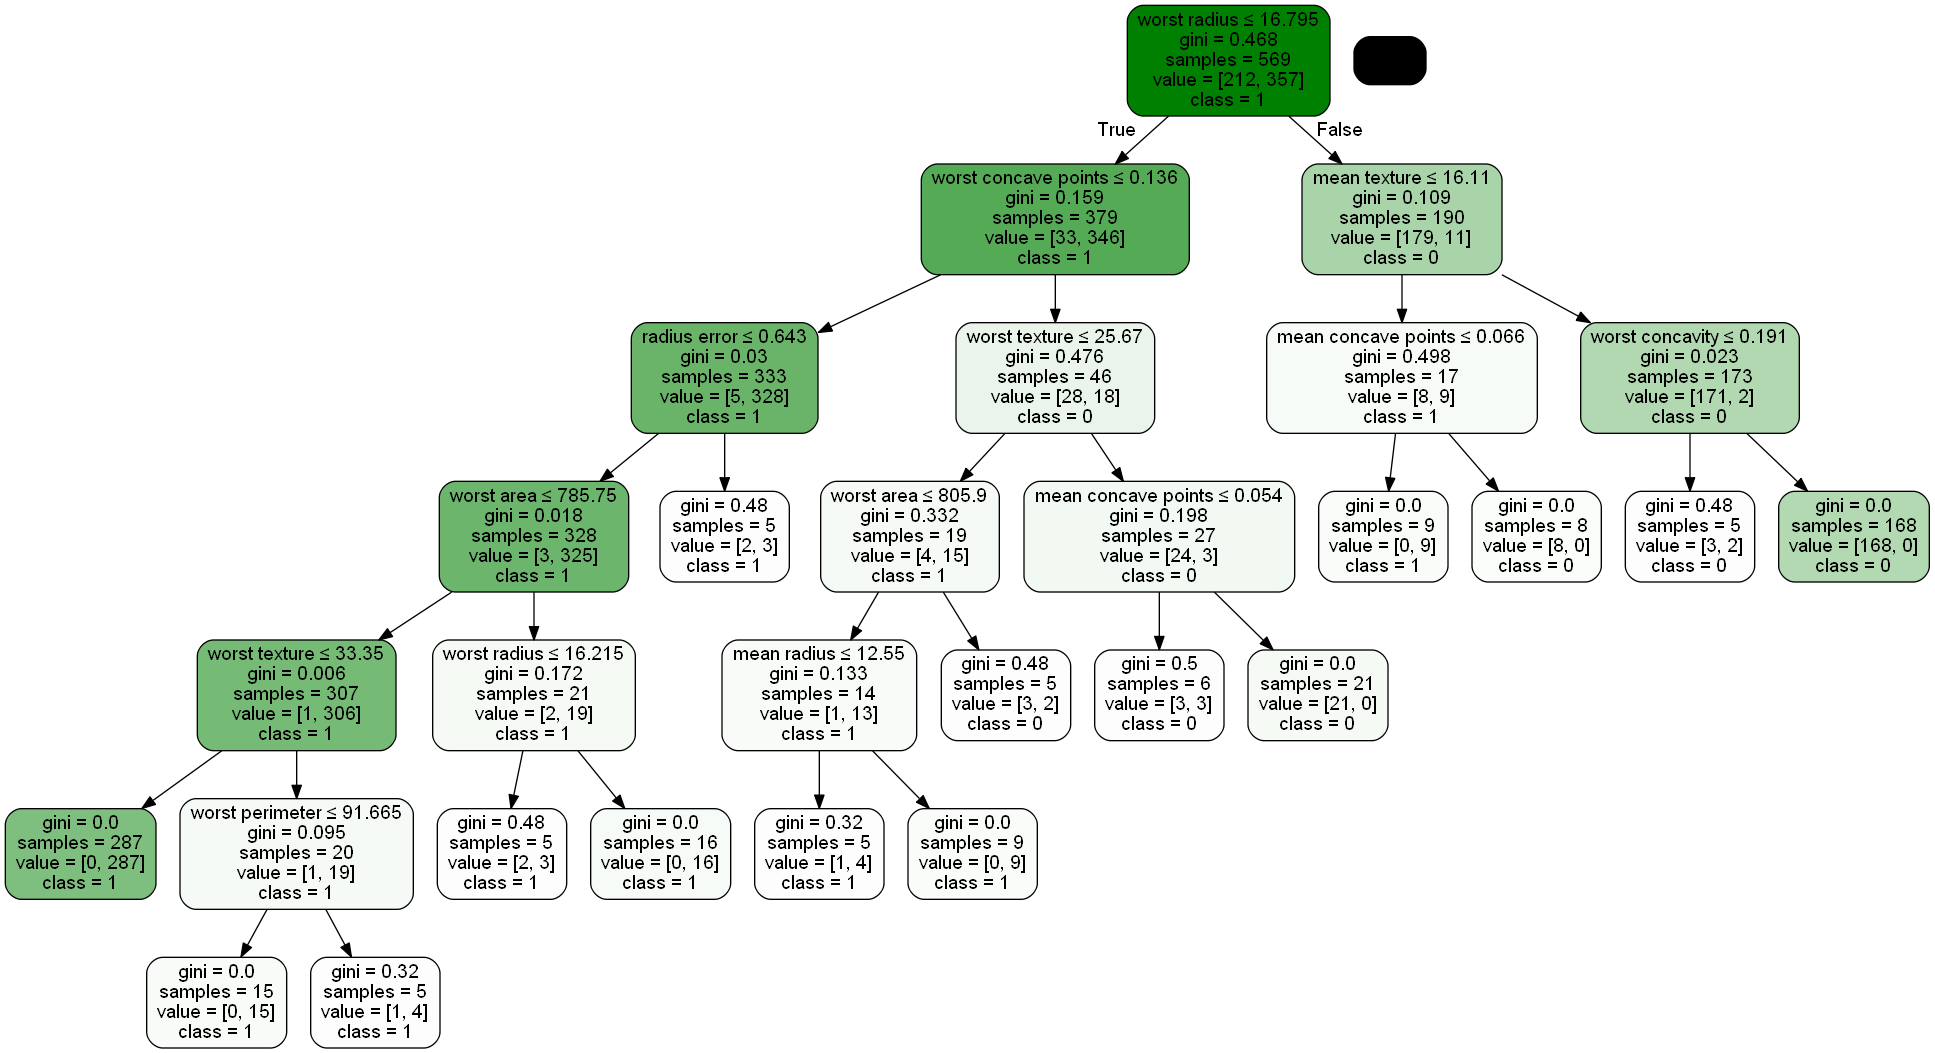 worst radius ≤ 16.795
gini = 0.468
samples = 569
value = [212, 357]
class = 1
True
False
worst concave points ≤ 0.136
gini = 0.159
samples = 379
value = [33, 346]
class = 1
mean texture ≤ 16.11
gini = 0.109
samples = 190
value = [179, 11]
class = 0
radius error ≤ 0.643
gini = 0.03
samples = 333
value = [5, 328]
class = 1
worst texture ≤ 25.67
gini = 0.476
samples = 46
value = [28, 18]
class = 0
mean concave points ≤ 0.066
gini = 0.498
samples = 17
value = [8, 9]
class = 1
worst concavity ≤ 0.191
gini = 0.023
samples = 173
value = [171, 2]
class = 0
worst area ≤ 785.75
gini = 0.018
samples = 328
value = [3, 325]
class = 1
gini = 0.48
samples = 5
value = [2, 3]
class = 1
worst area ≤ 805.9
gini = 0.332
samples = 19
value = [4, 15]
class = 1
mean concave points ≤ 0.054
gini = 0.198
samples = 27
value = [24, 3]
class = 0
gini = 0.0
samples = 9
value = [0, 9]
class = 1
gini = 0.0
samples = 8
value = [8, 0]
class = 0
gini = 0.48
samples = 5
value = [3, 2]
class = 0
gini = 0.0
samples = 168
value = [168, 0]
class = 0
worst texture ≤ 33.35
gini = 0.006
samples = 307
value = [1, 306]
class = 1
worst radius ≤ 16.215
gini = 0.172
samples = 21
value = [2, 19]
class = 1
mean radius ≤ 12.55
gini = 0.133
samples = 14
value = [1, 13]
class = 1
gini = 0.48
samples = 5
value = [3, 2]
class = 0
gini = 0.5
samples = 6
value = [3, 3]
class = 0
gini = 0.0
samples = 21
value = [21, 0]
class = 0
gini = 0.0
samples = 287
value = [0, 287]
class = 1
worst perimeter ≤ 91.665
gini = 0.095
samples = 20
value = [1, 19]
class = 1
gini = 0.48
samples = 5
value = [2, 3]
class = 1
gini = 0.0
samples = 16
value = [0, 16]
class = 1
gini = 0.32
samples = 5
value = [1, 4]
class = 1
gini = 0.0
samples = 9
value = [0, 9]
class = 1
gini = 0.0
samples = 15
value = [0, 15]
class = 1
gini = 0.32
samples = 5
value = [1, 4]
class = 1